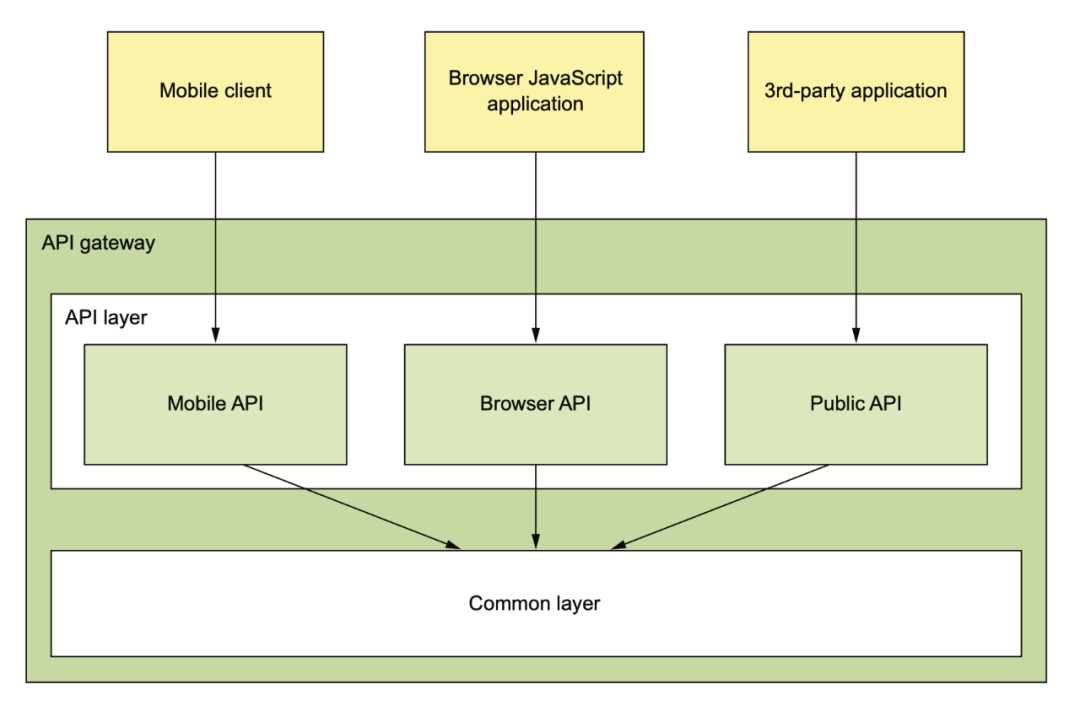 Mobile client
Browser JavaScript
application
3rd-party application
API gateway
API layer
Mobile API
Browser API
Public API
Common layer